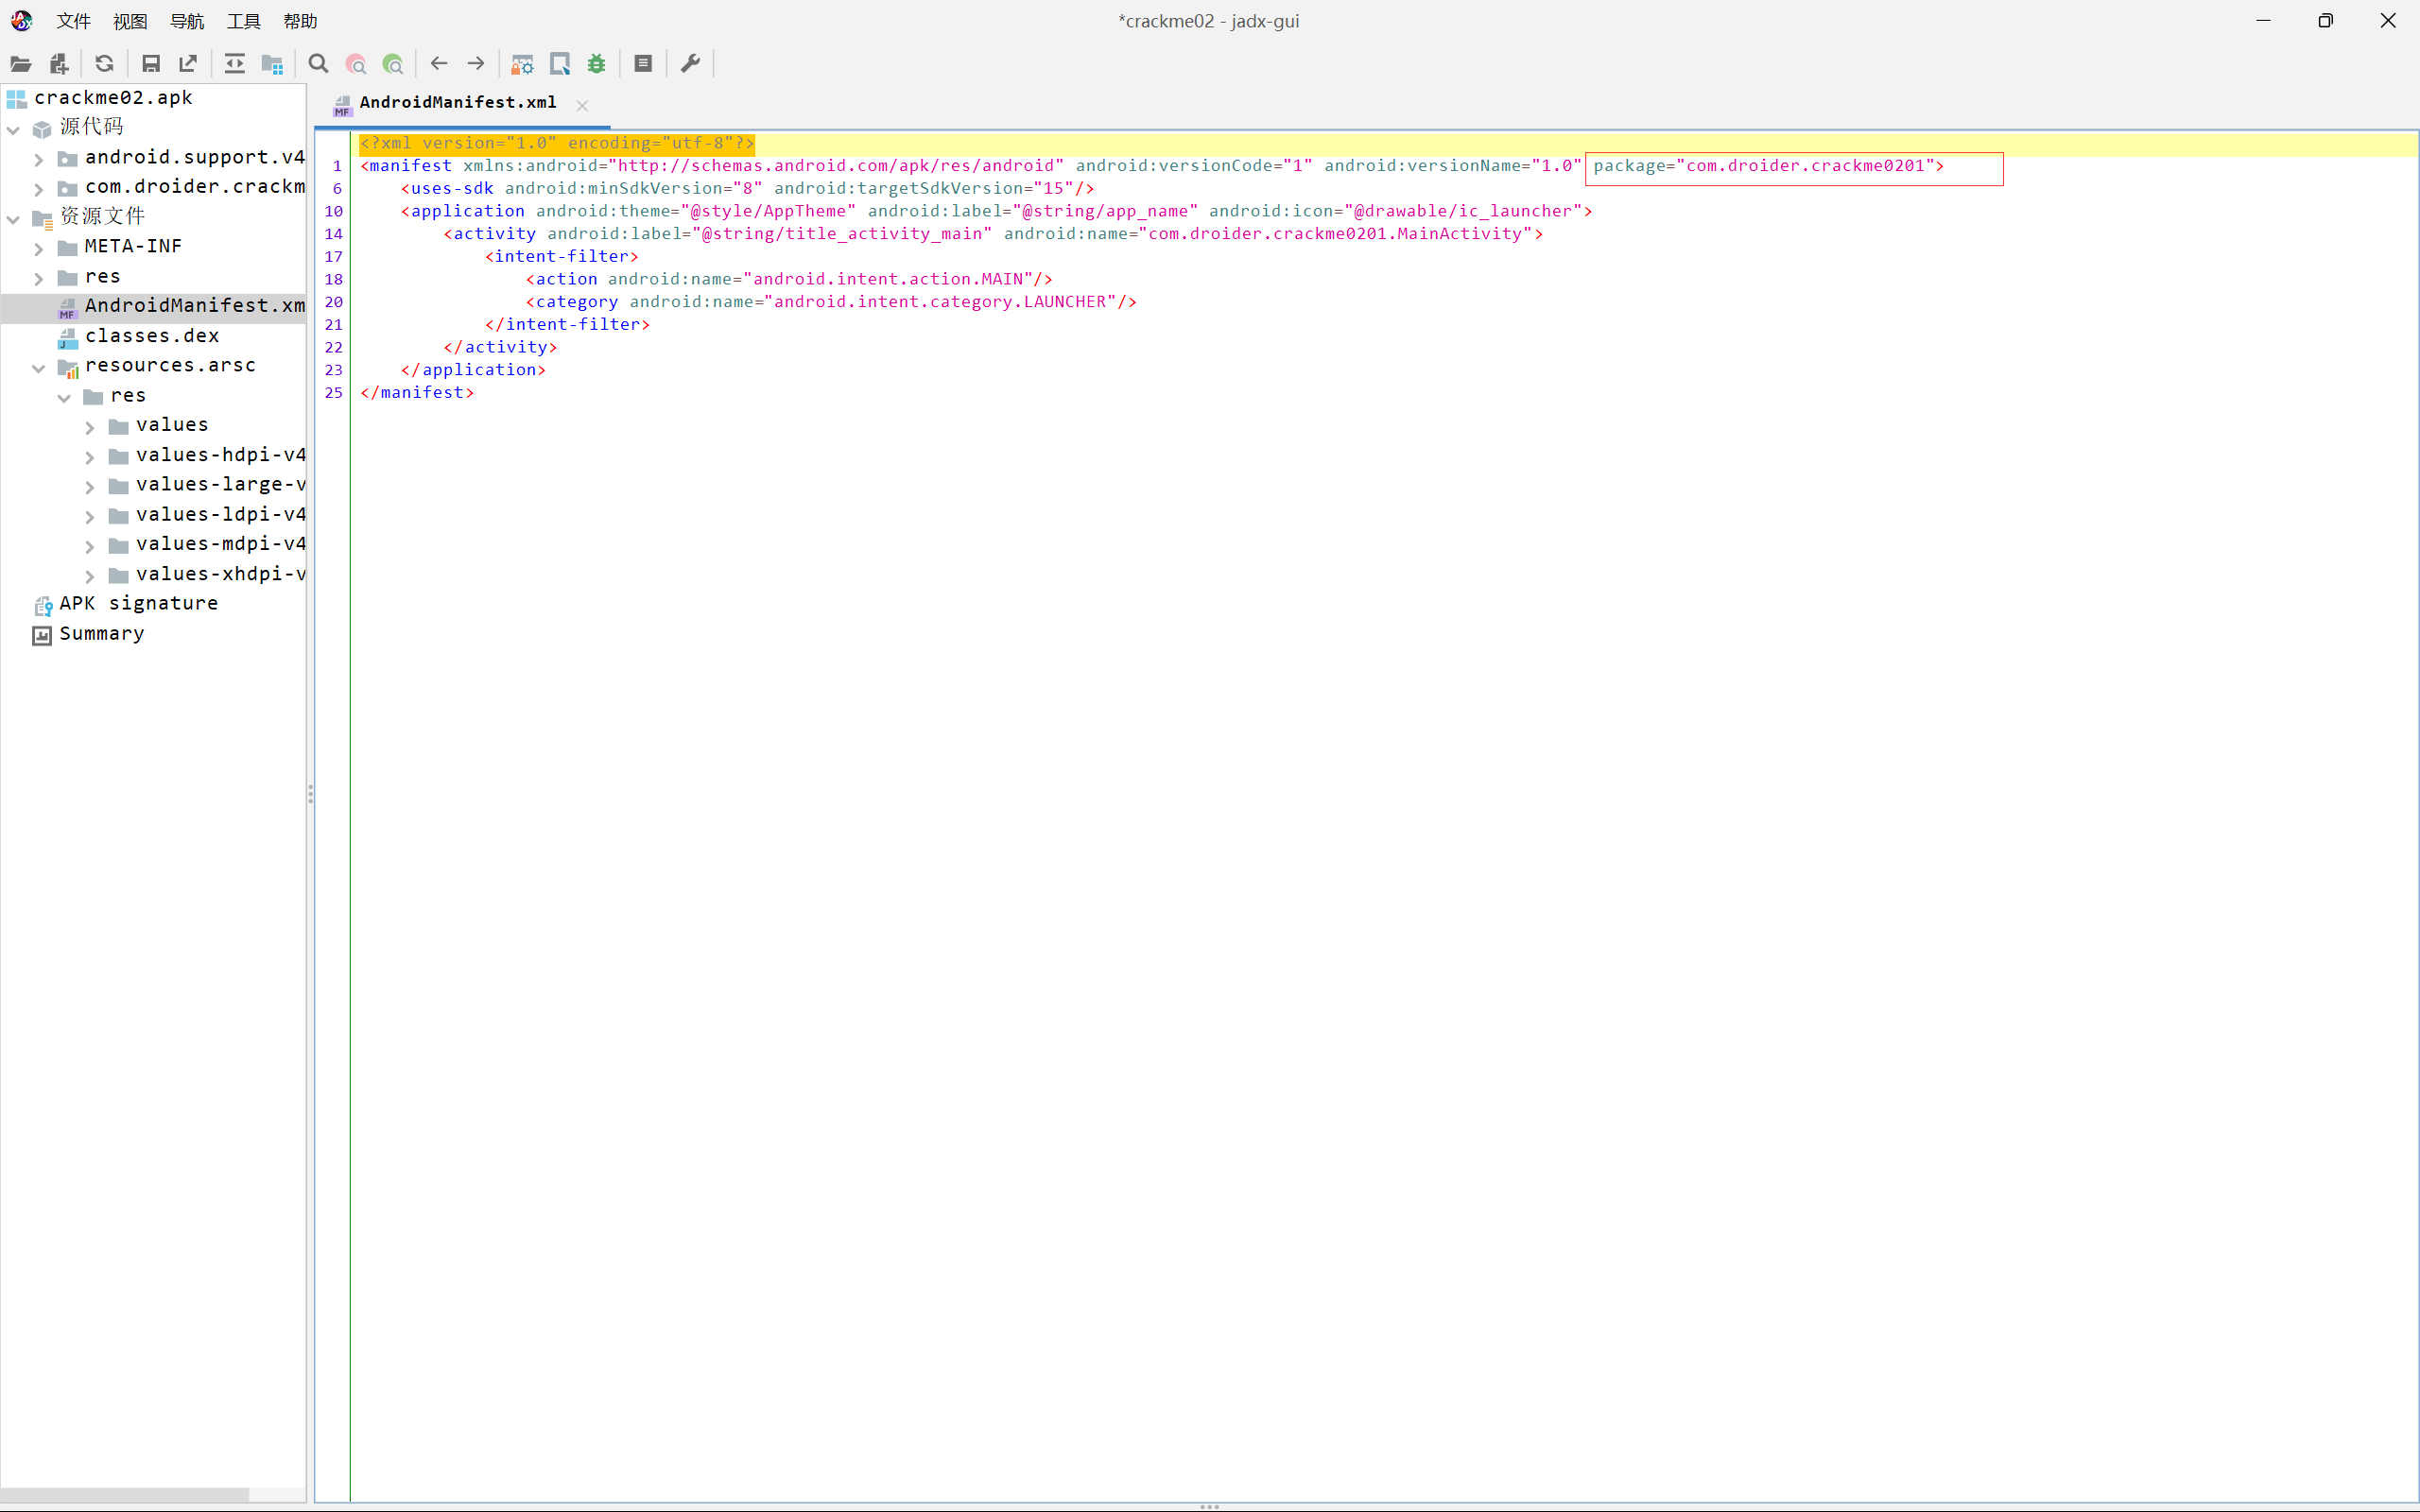 文件 视图 导航 工具 帮助
*crackme02 - jadx-gui
crackme02.apk
源代码
android.support.v4
com.droider.crackm
资源文件
META-INF
res
AndroidManifest.xm
classes.dex
resources.arsc
res
values
values-hdpi-v4
values-large-v
values-ldpi-v4
values-mdpi-v4
values-xhdpi-v
APK signature
Summary
AndroidManifest.xml
<?xml version="1.0" encoding="utf-8"?>
1 <manifest xmlns:android="http://schemas.android.com/apk/res/android" android:versionCode="1" android:versionName="1.0" package="com.droider.crackme0201">
6 <uses-sdk android:minSdkVersion="8" android:targetSdkVersion="15"/>
10 <application android:theme="@style/AppTheme" android:label="@string/app_name" android:icon="@drawable/ic_launcher">
14 <activity android:label="@string/title_activity_main" android:name="com.droider.crackme0201.MainActivity">
17 <intent-filter>
18 <action android:name="android.intent.action.MAIN"/>
20 <category android:name="android.intent.category.LAUNCHER"/>
21 </intent-filter>
22 </activity>
23 </application>
25 </manifest>